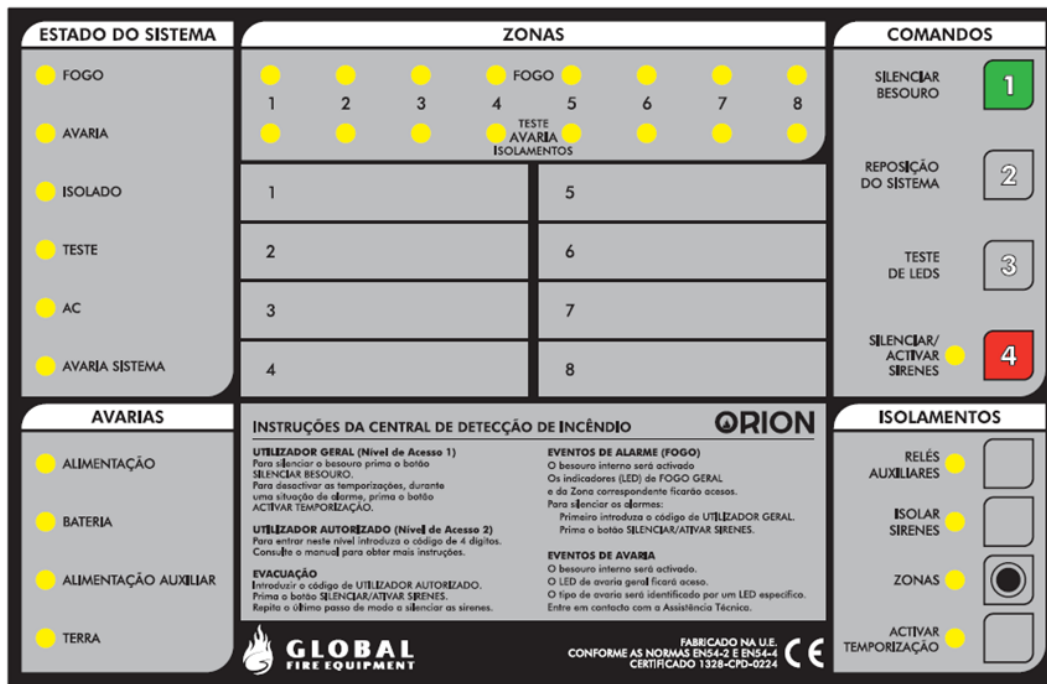 ESTADO DO SISTEMA
FOGO
AVARIA
ISOLADO
TESTE
AC
AVARIA SISTEMA
ZONAS
FOGO
1 2 3 4 5 6 7 8
TESTE
AVARIA
ISOLAMENTOS
1
2
3
4
5
6
7
8
COMANDOS
SILENCIAR
BESOURO
1
REPOSIÇÃO
DO SISTEMA
2
TESTE
DE LEDS
3
SILENCIAR/
ACTIVAR
SIRENES
4
AVARIAS
ALIMENTAÇÃO
BATERIA
ALIMENTAÇÃO AUXILIAR
TERRA
INSTRUÇÕES DA CENTRAL DE DETECÇÃO DE INCÊNDIO
ORION
UTILIZADOR GERAL (Nível de Acesso 1)
Para silenciar o besouro prima o botão
SILENCIAR BESOURO.
Para desactivar as temporizações, durante
uma situação de alarme, prima o botão
ACTIVAR TEMPORIZAÇÃO.
UTILIZADOR AUTORIZADO (Nível de Acesso 2)
Para entrar neste nível introduza o código de 4 dígitos.
Consulte o manual para obter mais instruções.
EVACUAÇÃO
Introduzir o código de UTILIZADOR AUTORIZADO.
Prima o botão SILENCIAR/ATIVAR SIRENES.
Repita o último passo de modo a silenciar as sirenes.
EVENTOS DE ALARME (FOGO)
O besouro interno será activado
Os indicadores (LED) de FOGO GERAL
e da Zona correspondente ficarão acesos.
Para silenciar os alarmes:
Primeiro introduza o código de UTILIZADOR GERAL.
Prima o botão SILENCIAR/ATIVAR SIRENES.
EVENTOS DE AVARIA
O besouro interno será activado.
O LED de avaria geral ficará aceso.
O tipo de avaria será identificado por um LED específico.
Entre em contacto com a Assistência Técnica.
GLOBAL
FIRE EQUIPMENT
FABRICADO NA U.E.
CONFORME AS NORMAS EN54-2 E EN54-4
CERTIFICADO 1328-CPD-0224
CE
ISOLAMENTOS
RELÉS
AUXILIARES
ISOLAR
SIRENES
ZONAS
ACTIVAR
TEMPORIZAÇÃO